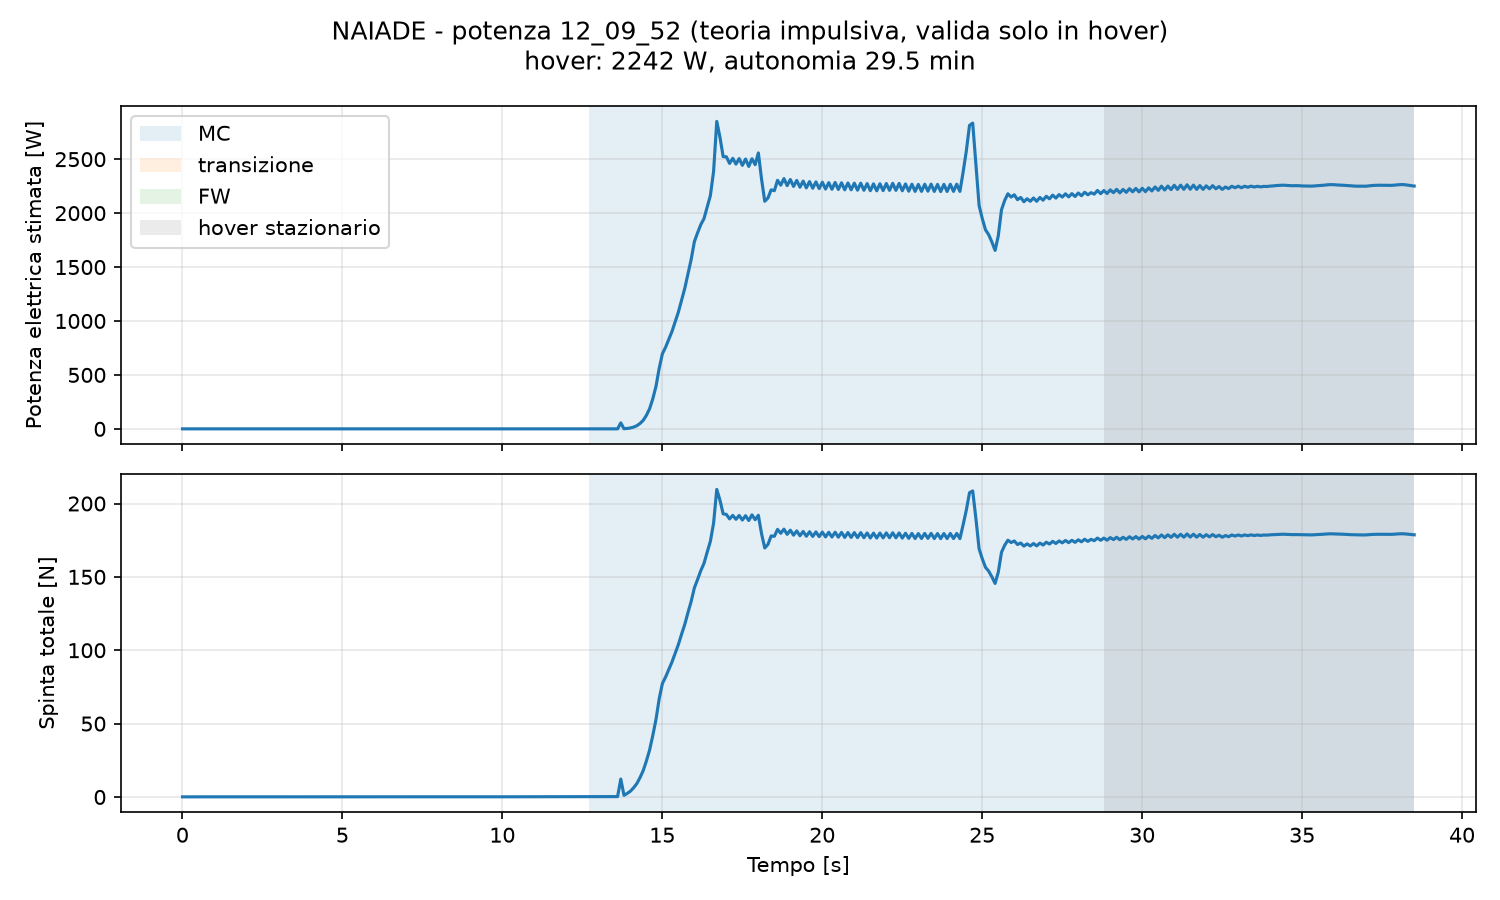 NAIADE - potenza 12_09_52 (teoria impulsiva, valida solo in hover)
hover: 2242 W, autonomia 29.5 min
Potenza elettrica stimata [W]
2500
2000
1500
1000
500
0
MC
transizione
FW
hover stazionario
Spinta totale [N]
200
150
100
50
0
0 5 10 15 20 25 30 35 40
Tempo [s]